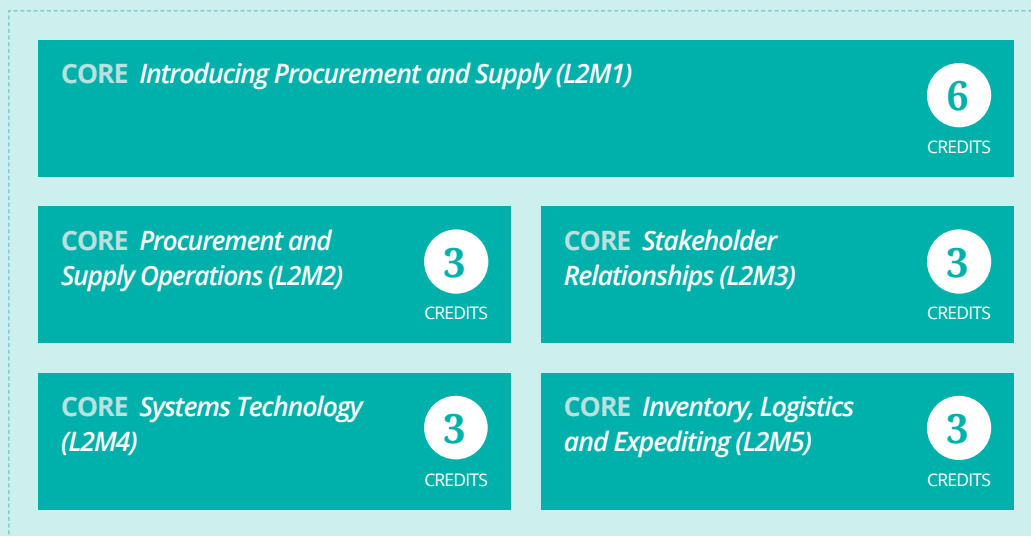 CORE Introducing Procurement and Supply (L2M1)
6
CREDITS
CORE Procurement and
Supply Operations (L2M2)
3
CREDITS
CORE Stakeholder
Relationships (L2M3)
3
CREDITS
CORE Systems Technology
(L2M4)
3
CREDITS
CORE Inventory, Logistics
and Expediting (L2M5)
3
CREDITS